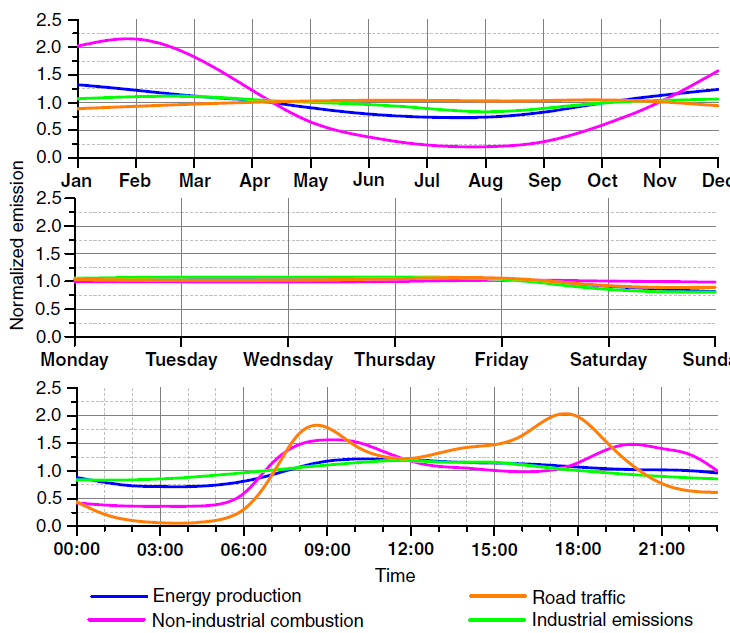 2.5
2.0
1.5
1.0
0.5
0.0
Jan Feb Mar Apr May Jun Jul Aug Sep Oct Nov Dec
Normalized emission
2.5
2.0
1.5
1.0
0.5
0.0
Monday Tuesday Wednsday Thursday Friday Saturday Sund
2.5
2.0
1.5
1.0
0.5
0.0
00:00 03:00 06:00 09:00 12:00 15:00 18:00 21:00
Time
Energy production Road traffic
Non-industrial combustion Industrial emissions